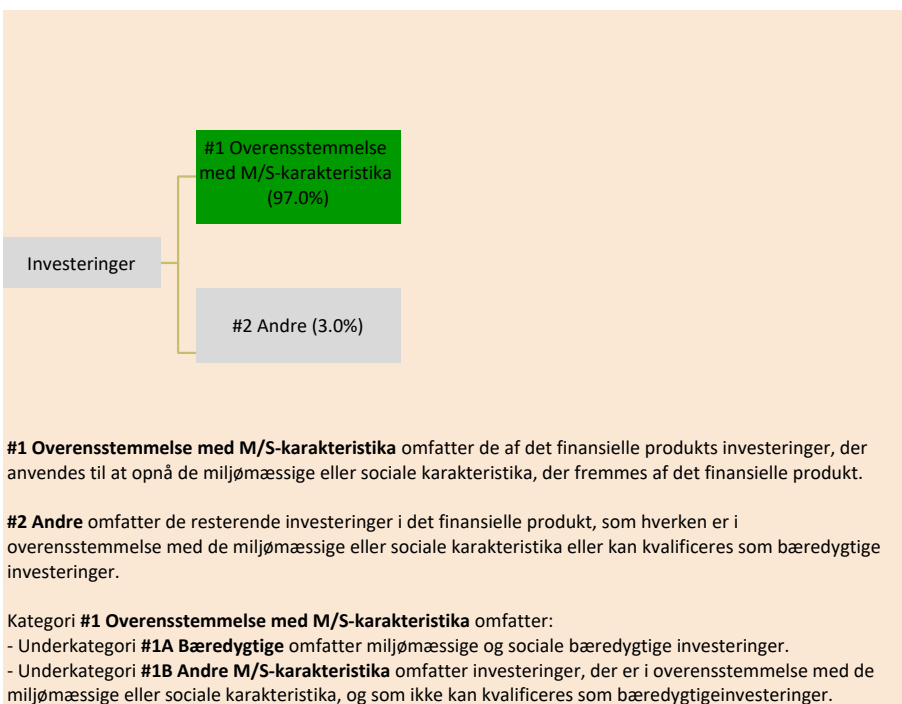 #1 Overensstemmelse
med M/S-karakteristika
(97.0%)
Investeringer
#2 Andre (3.0%)
#1 Overensstemmelse med M/S-karakteristika omfatter de af det finansielle produkts investeringer, der
anvendes til at opnå de miljømæssige eller sociale karakteristika, der fremmes af det finansielle produkt.
#2 Andre omfatter de resterende investeringer i det finansielle produkt, som hverken er i
overensstemmelse med de miljømæssige eller sociale karakteristika eller kan kvalificeres som bæredygtige
investeringer.
Kategori #1 Overensstemmelse med M/S-karakteristika omfatter:
- Underkategori #1A Bæredygtige omfatter miljømæssige og sociale bæredygtige investeringer.
- Underkategori #1B Andre M/S-karakteristika omfatter investeringer, der er i overensstemmelse med de
miljømæssige eller sociale karakteristika, og som ikke kan kvalificeres som bæredygtigeinvesteringer.